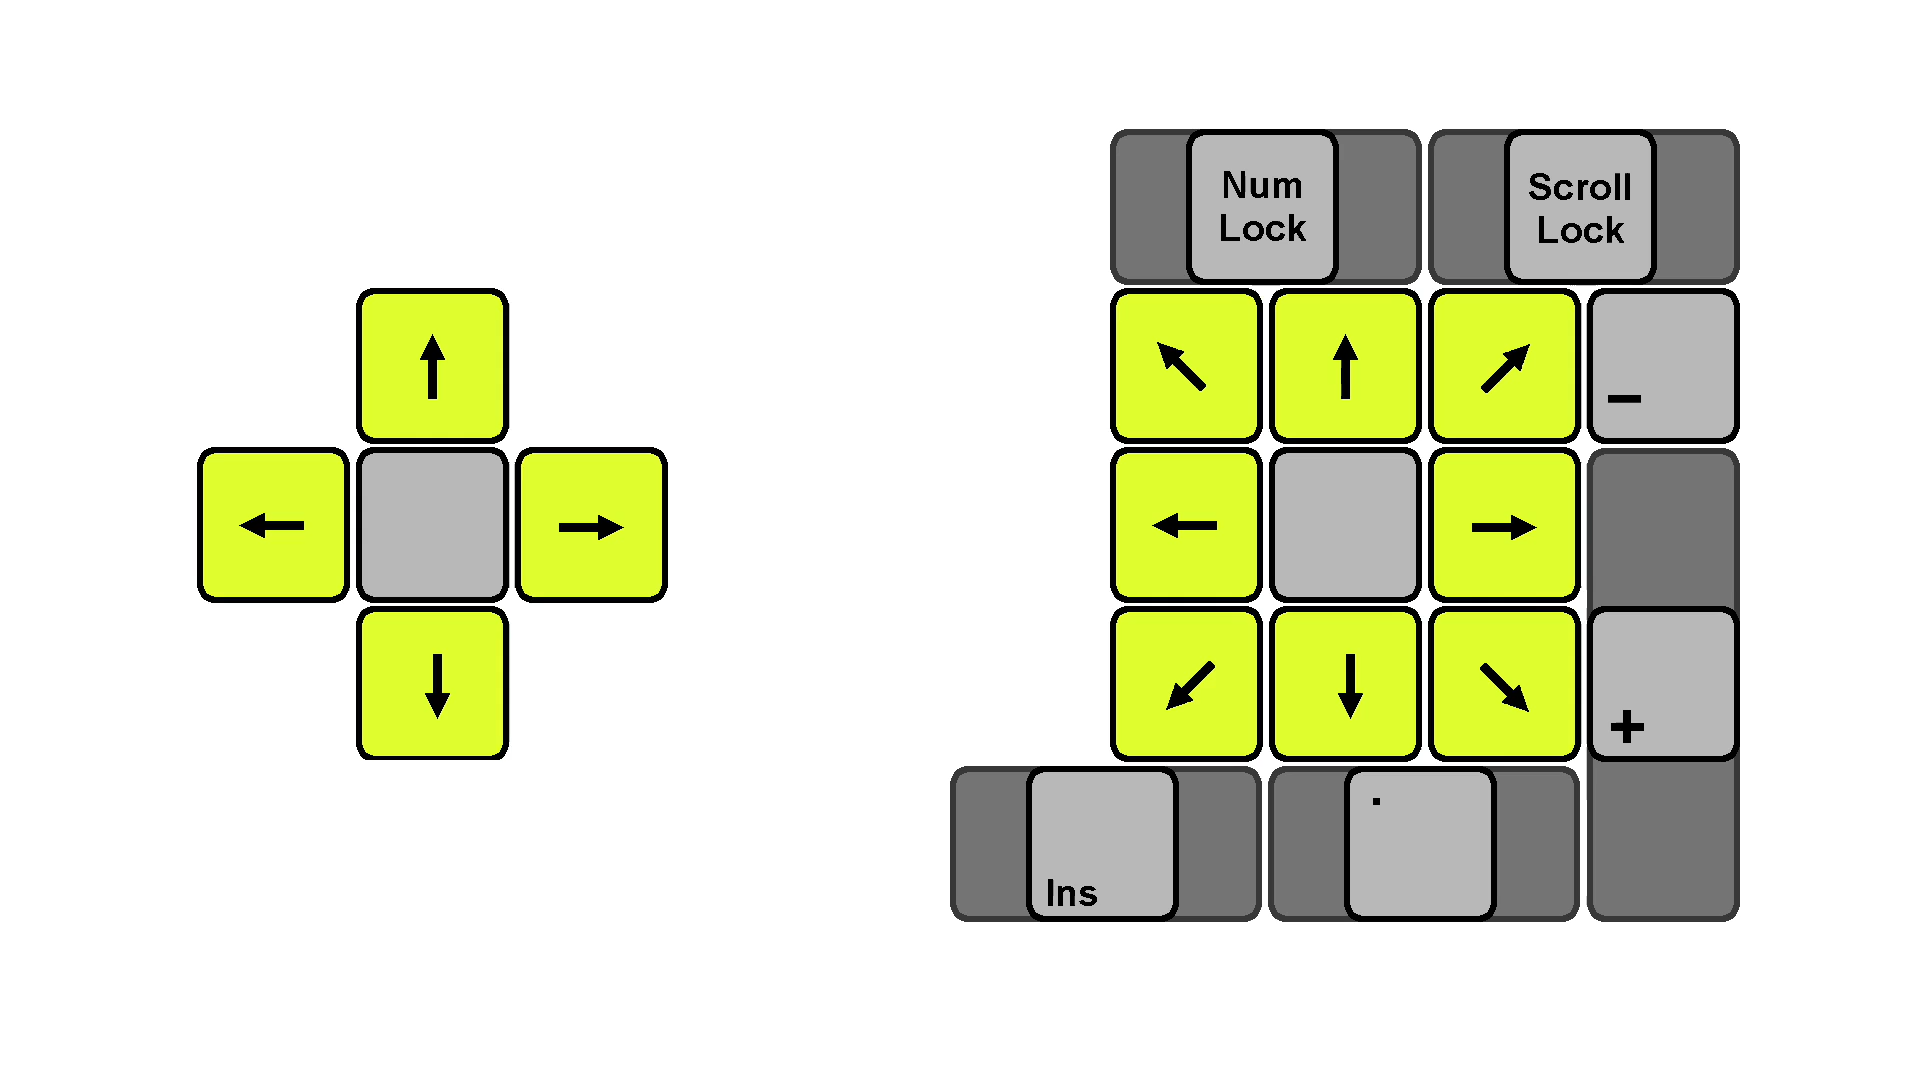 Num
Lock
Scroll
Lock
-
+
.
Ins